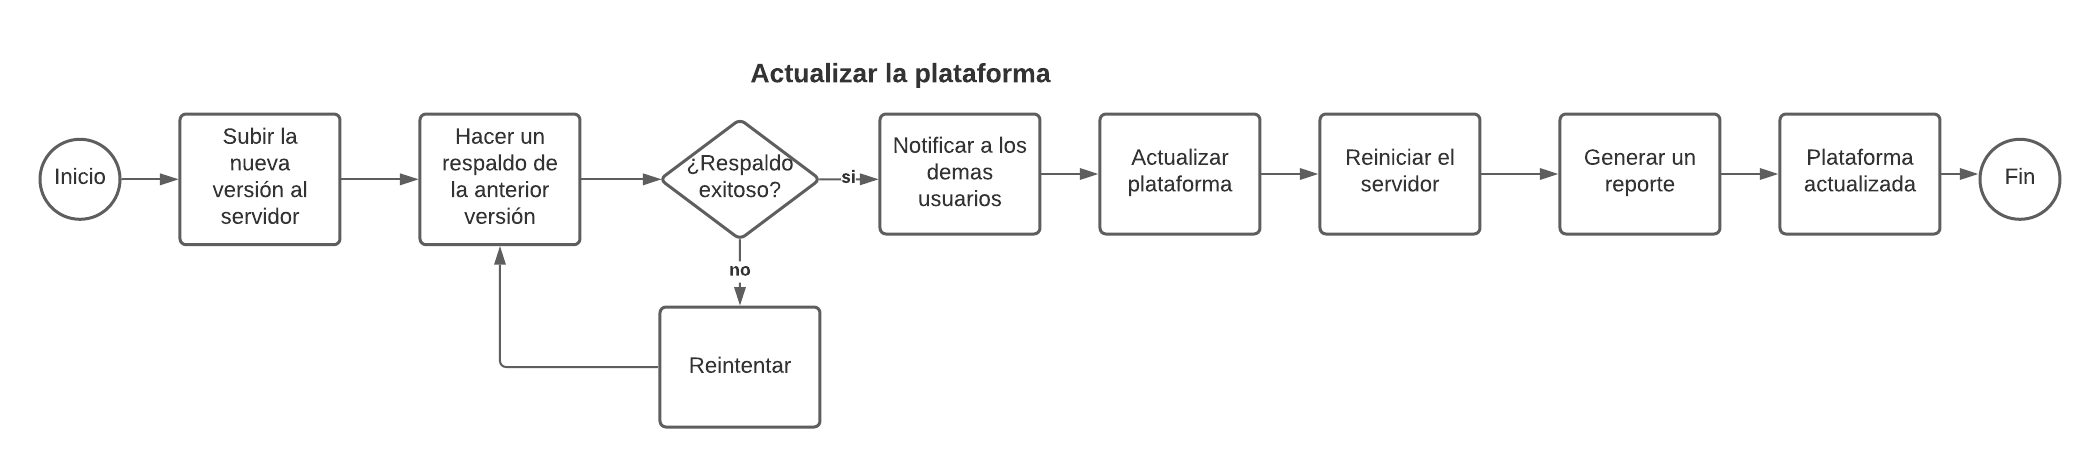 Actualizar la plataforma
Inicio
Subir la
nueva
versión al
servidor
Hacer un
respaldo de
la anterior
versión
¿Respaldo
exitoso?
si
no
Reintentar
Notificar a los
demas
usuarios
Actualizar
plataforma
Reiniciar el
servidor
Generar un
reporte
Plataforma
actualizada
Fin